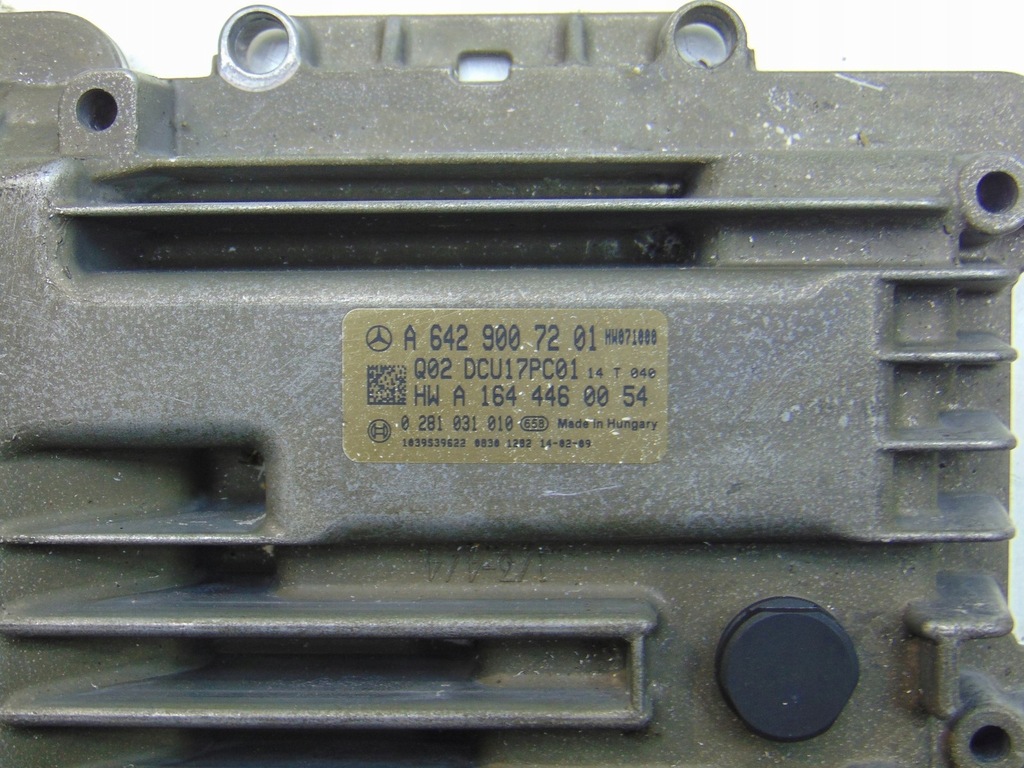 A 642 900 72 01 HW071000
Q02 DCU17PC01 14 T 040
HW A 164 446 00 54
0 281 031 010 658 Made in Hungary
1039S39622 0830 1282 14-02-09